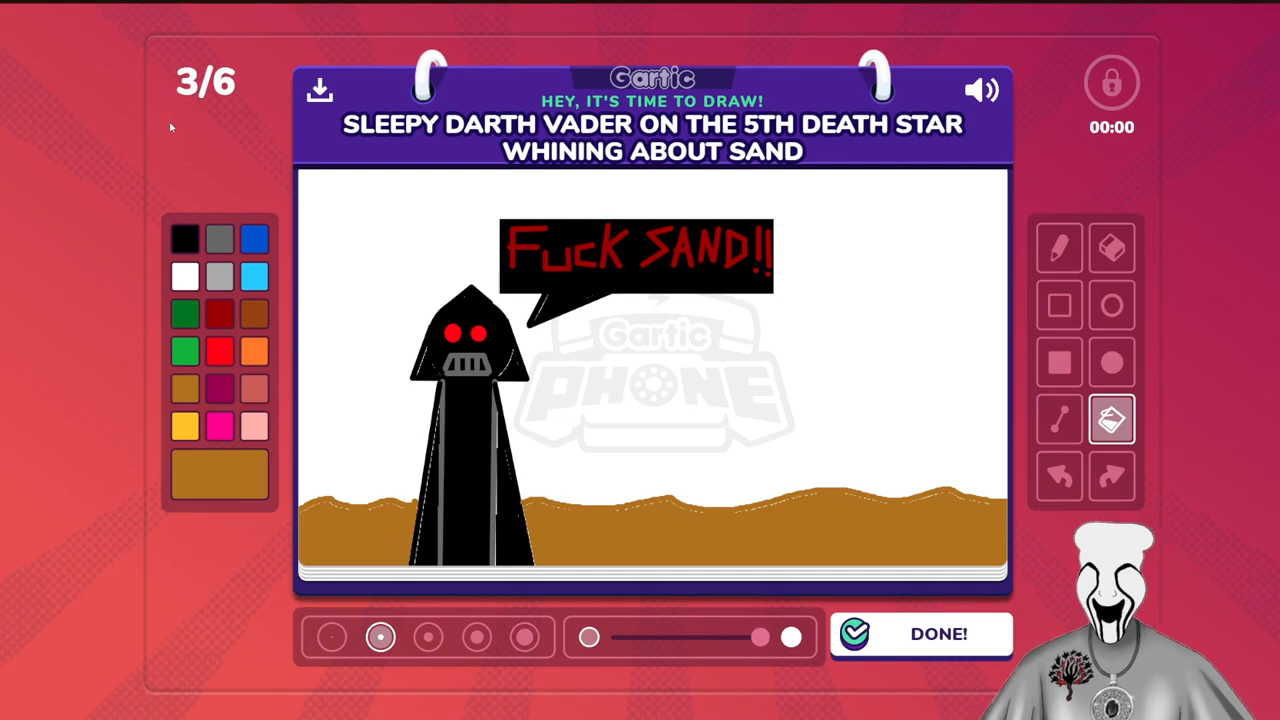 3/6
Gartic
HEY, IT'S TIME TO DRAW!
SLEEPY DARTH VADER ON THE 5TH DEATH STAR
WHINING ABOUT SAND
00:00
FucK SAND!!
Gartic
PHONE
DONE!